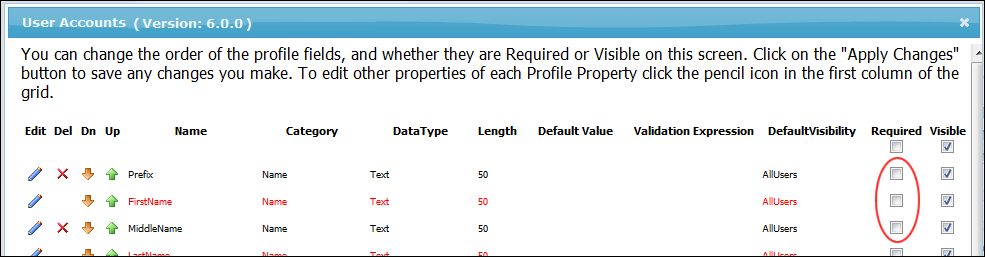 User Accounts (Version: 6.0.0)
You can change the order of the profile fields, and whether they are Required or Visible on this screen. Click on the "Apply Changes"
button to save any changes you make. To edit other properties of each Profile Property click the pencil icon in the first column of the
grid.
Edit Del Dn Up Name Category DataType Length Default Value Validation Expression DefaultVisibility Required Visible
Prefix Name Text 50 AllUsers
FirstName Name Text 50 AllUsers
MiddleName Name Text 50 AllUsers
LastName Name Text 50 AllUsers